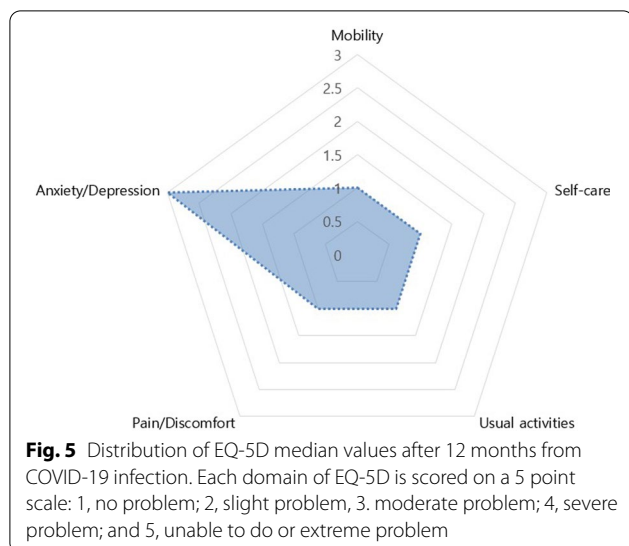 Mobility
3
2.5
2
1.5
1
0.5
0
Anxiety/Depression
Self-care
Pain/Discomfort
Usual activities
Fig. 5 Distribution of EQ-5D median values after 12 months from
COVID-19 infection. Each domain of EQ-5D is scored on a 5 point
scale: 1, no problem; 2, slight problem, 3. moderate problem; 4, severe
problem; and 5, unable to do or extreme problem